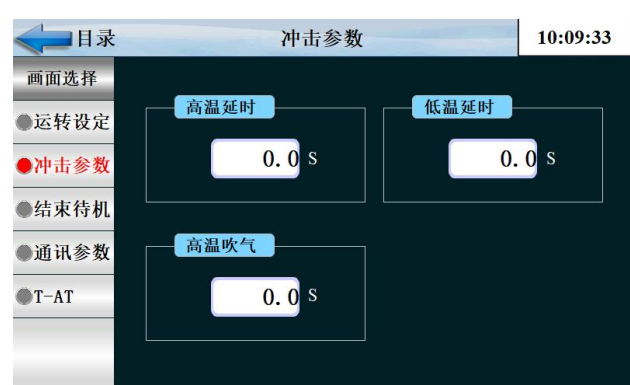 目录 冲击参数 10:09:33
画面选择
运转设定
冲击参数
结束待机
通讯参数
T-AT
高温延时 低温延时
0.0 S 0.0 S
高温吹气
0.0 S